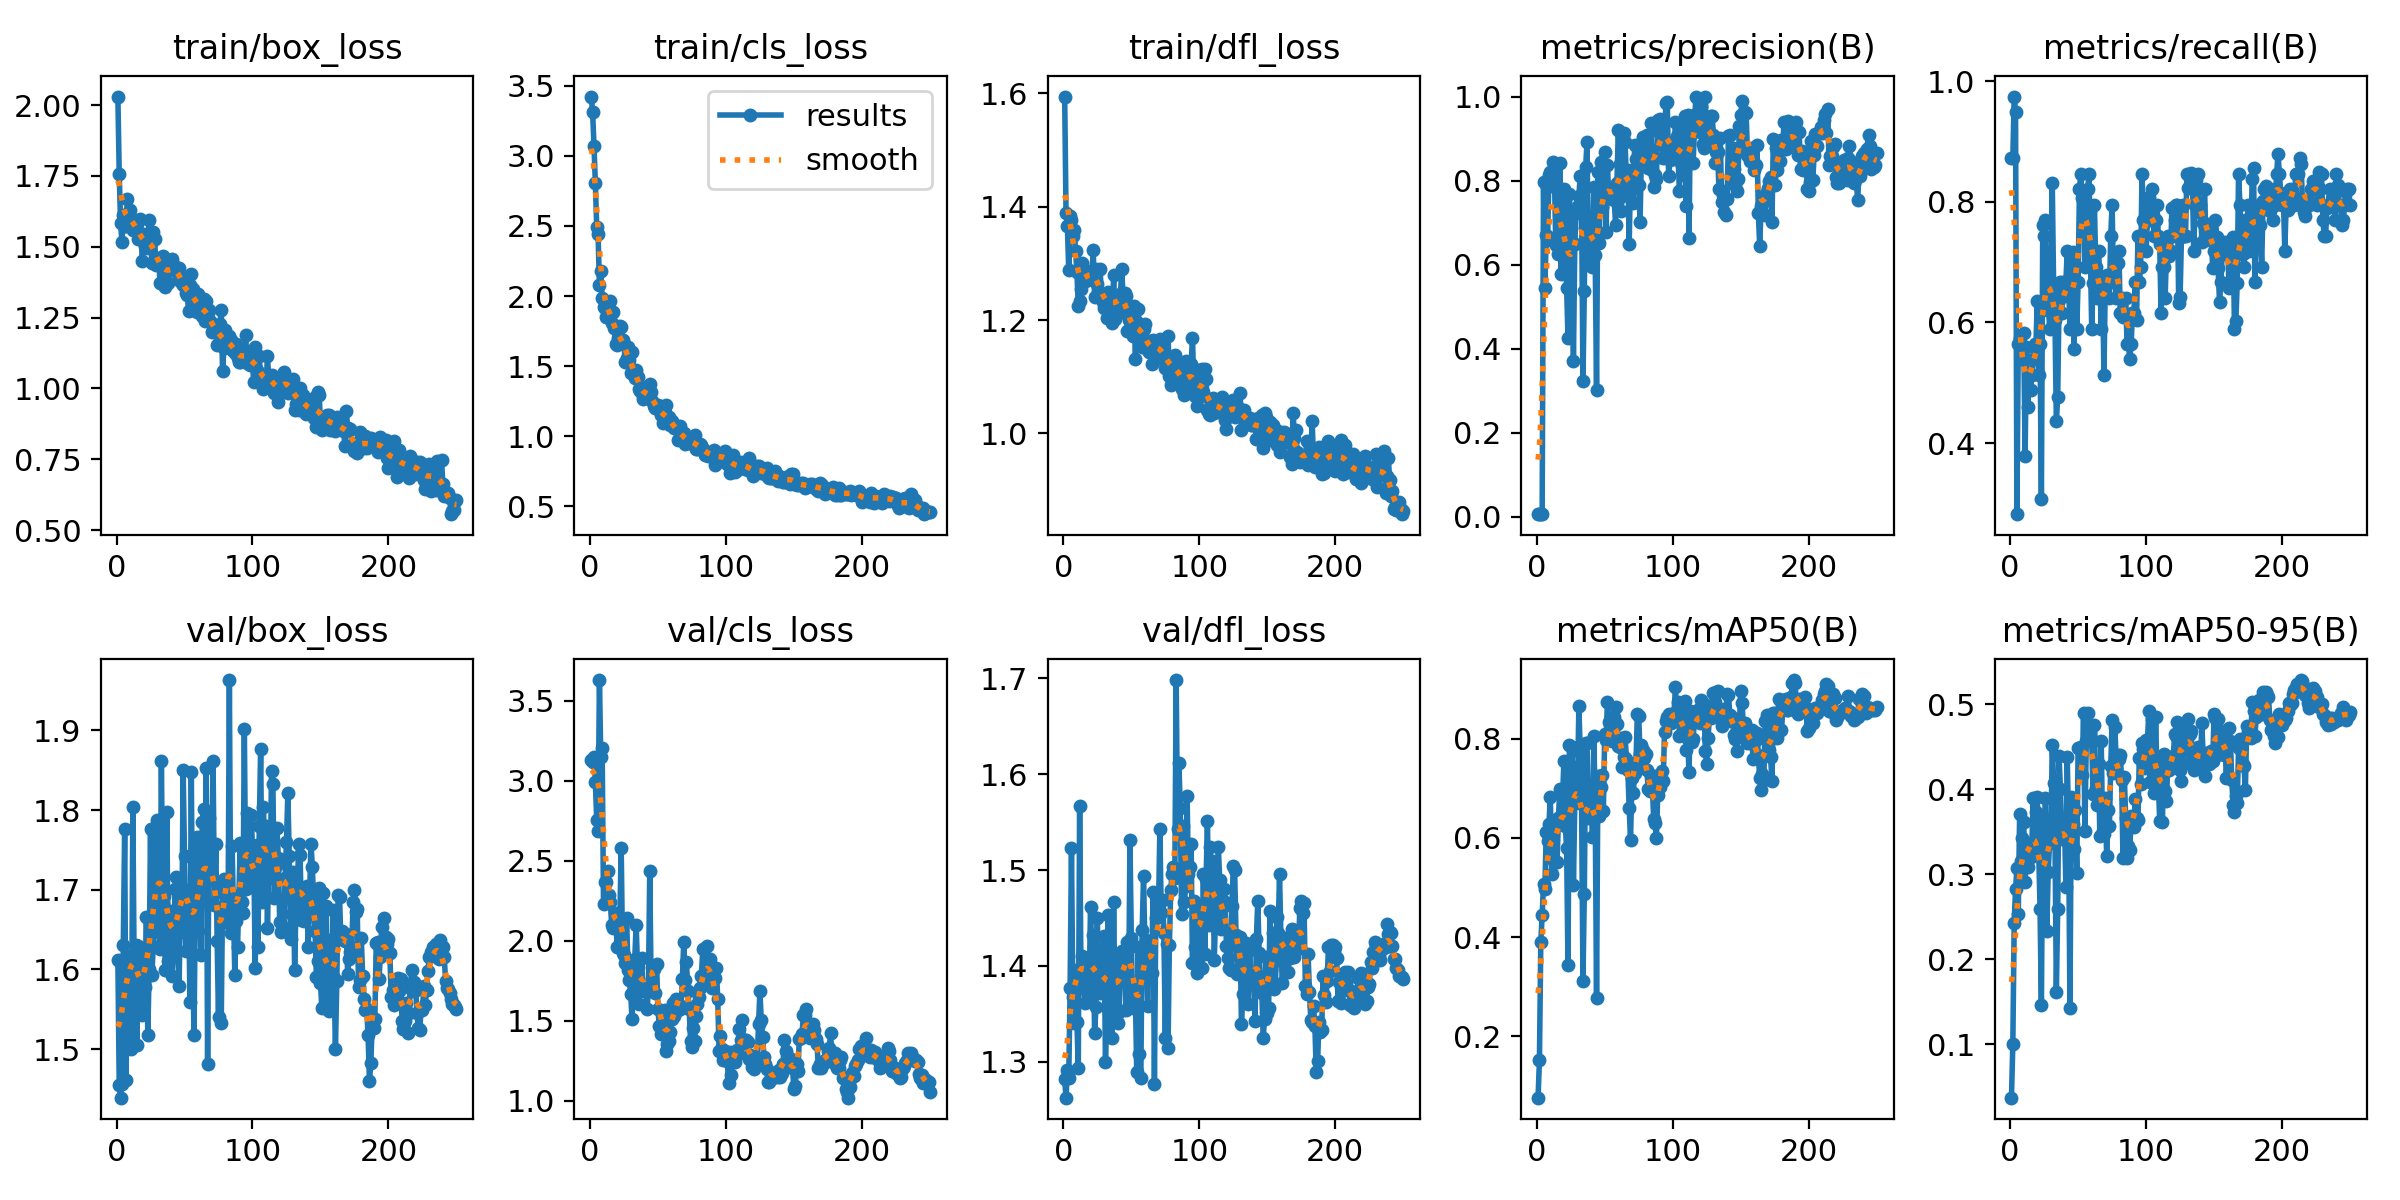 train/box_loss
2.00
1.75
1.50
1.25
1.00
0.75
0.50
0 100 200
train/cls_loss
results
smooth
3.5
3.0
2.5
2.0
1.5
1.0
0.5
0 100 200
train/dfl_loss
1.6
1.4
1.2
1.0
0 100 200
metrics/precision(B)
1.0
0.8
0.6
0.4
0.2
0.0
0 100 200
metrics/recall(B)
1.0
0.8
0.6
0.4
0 100 200
val/box_loss
1.9
1.8
1.7
1.6
1.5
0 100 200
val/cls_loss
3.5
3.0
2.5
2.0
1.5
1.0
0 100 200
val/dfl_loss
1.7
1.6
1.5
1.4
1.3
0 100 200
metrics/mAP50(B)
0.8
0.6
0.4
0.2
0 100 200
metrics/mAP50-95(B)
0.5
0.4
0.3
0.2
0.1
0 100 200